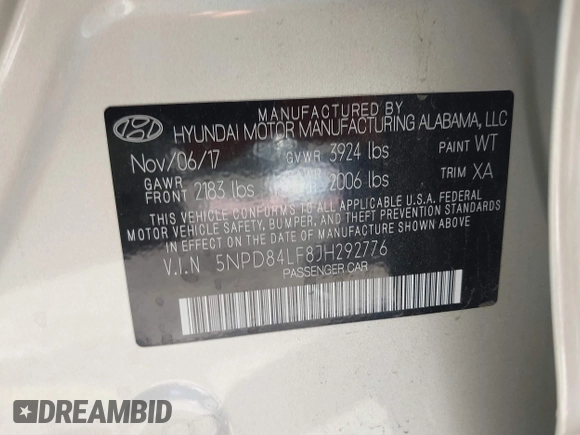 MANUFACTURED BY
HYUNDAI MOTOR MANUFACTURING ALABAMA, LLC
Nov/06/17 GVWR 3924 lbs PAINT WT
GAWR
FRONT 2183 lbs 2006 lbs TRIM XA
THIS VEHICLE CONFORMS TO ALL APPLICABLE U.S.A. FEDERAL
MOTOR VEHICLE SAFETY, BUMPER, AND THEFT PREVENTION STANDARDS
IN EFFECT ON THE DATE OF MANUFACTURE SHOWN ABOVE.
V.I.N 5NPD84LF8JH292776
PASSENGER CAR
DREAMBID